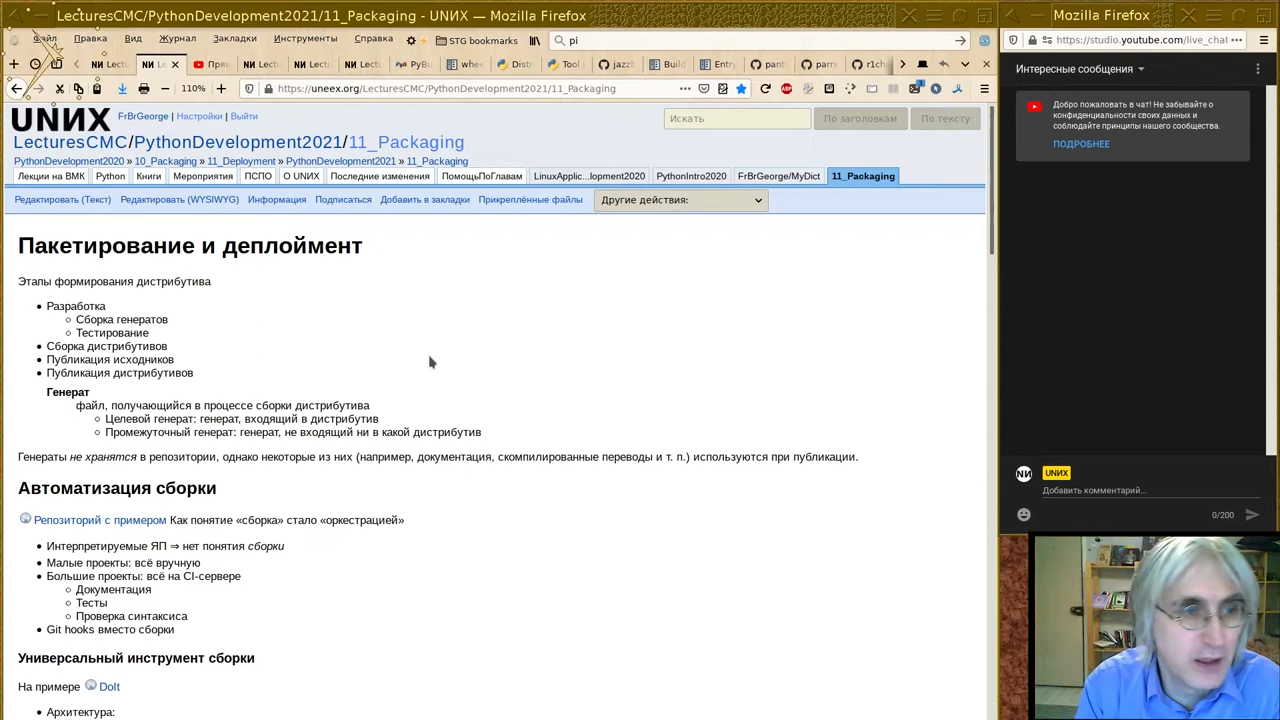 LecturesCMC/PythonDevelopment2021/11_Packaging - UNИX — Mozilla Firefox
Файл Правка Вид Журнал Закладки Инструменты Справка STG bookmarks pi
110% https://uneex.org/LecturesCMC/PythonDevelopment2021/11_Packaging
UNИX FrBrGeorge | Настройки | Выйти
Искать По заголовкам По тексту
LecturesCMC/PythonDevelopment2021/11_Packaging
PythonDevelopment2020 » 10_Packaging » 11_Deployment » PythonDevelopment2021 » 11_Packaging
Лекции на ВМК Python Книги Мероприятия ПСПО О UNИX Последние изменения ПомощьПоГлавам LinuxApplic...lopment2020 PythonIntro2020 FrBrGeorge/MyDict 11_Packaging
Редактировать (Текст) Редактировать (WYSIWYG) Информация Подписаться Добавить в закладки Прикреплённые файлы Другие действия:
Пакетирование и деплоймент
Этапы формирования дистрибутива
Разработка
Сборка генератов
Тестирование
Сборка дистрибутивов
Публикация исходников
Публикация дистрибутивов
Генерат
файл, получающийся в процессе сборки дистрибутива
Целевой генерат: генерат, входящий в дистрибутив
Промежуточный генерат: генерат, не входящий ни в какой дистрибутив
Генераты не хранятся в репозитории, однако некоторые из них (например, документация, скомпилированные переводы и т. п.) используются при публикации.
Автоматизация сборки
Репозиторий с примером Как понятие «сборка» стало «оркестрацией»
Интерпретируемые ЯП ⇒ нет понятия сборки
Малые проекты: всё вручную
Большие проекты: всё на CI-сервере
Документация
Тесты
Проверка синтаксиса
Git hooks вместо сборки
Универсальный инструмент сборки
На примере DoIt
Архитектура:
Mozilla Firefox
https://studio.youtube.com/live_chat
Интересные сообщения
Добро пожаловать в чат! Не забывайте о
конфиденциальности своих данных и
соблюдайте принципы нашего сообщества.
ПОДРОБНЕЕ
NИ UNИX
Добавить комментарий...
0/200